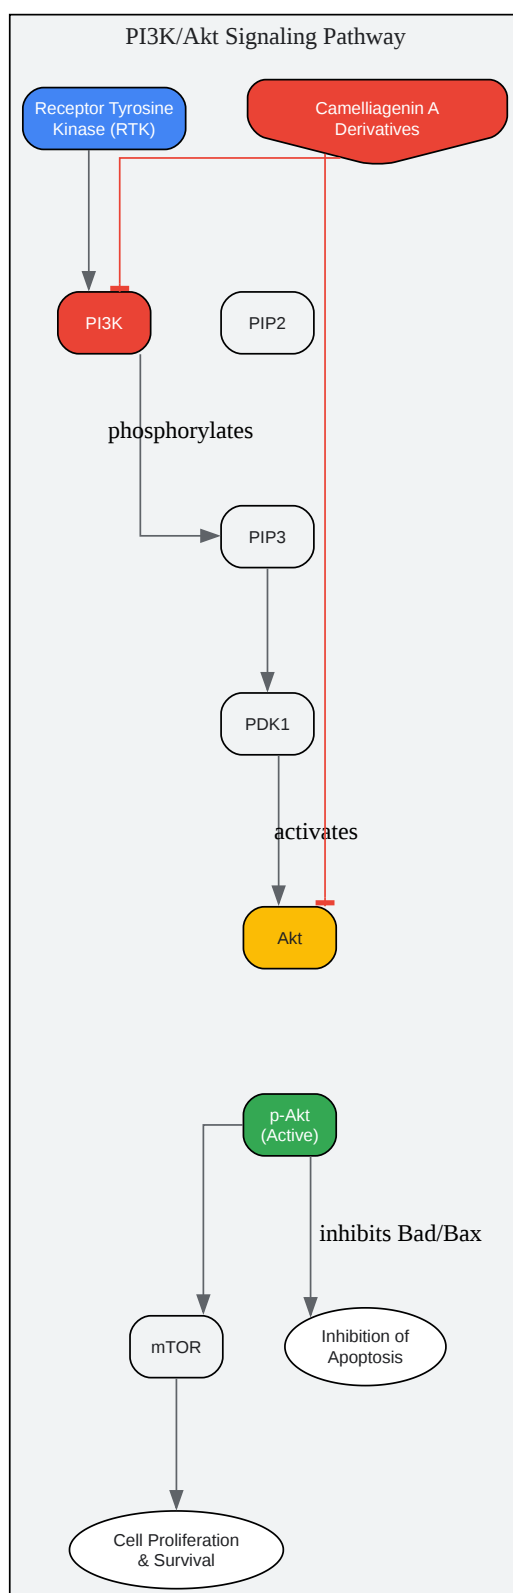 PI3K/Akt Signaling Pathway
Receptor Tyrosine
Kinase (RTK)
Camelliagenin A
Derivatives
PI3K
PIP2
phosphorylates
PIP3
PDK1
activates
Akt
p-Akt
(Active)
inhibits Bad/Bax
mTOR
Inhibition of
Apoptosis
Cell Proliferation
& Survival